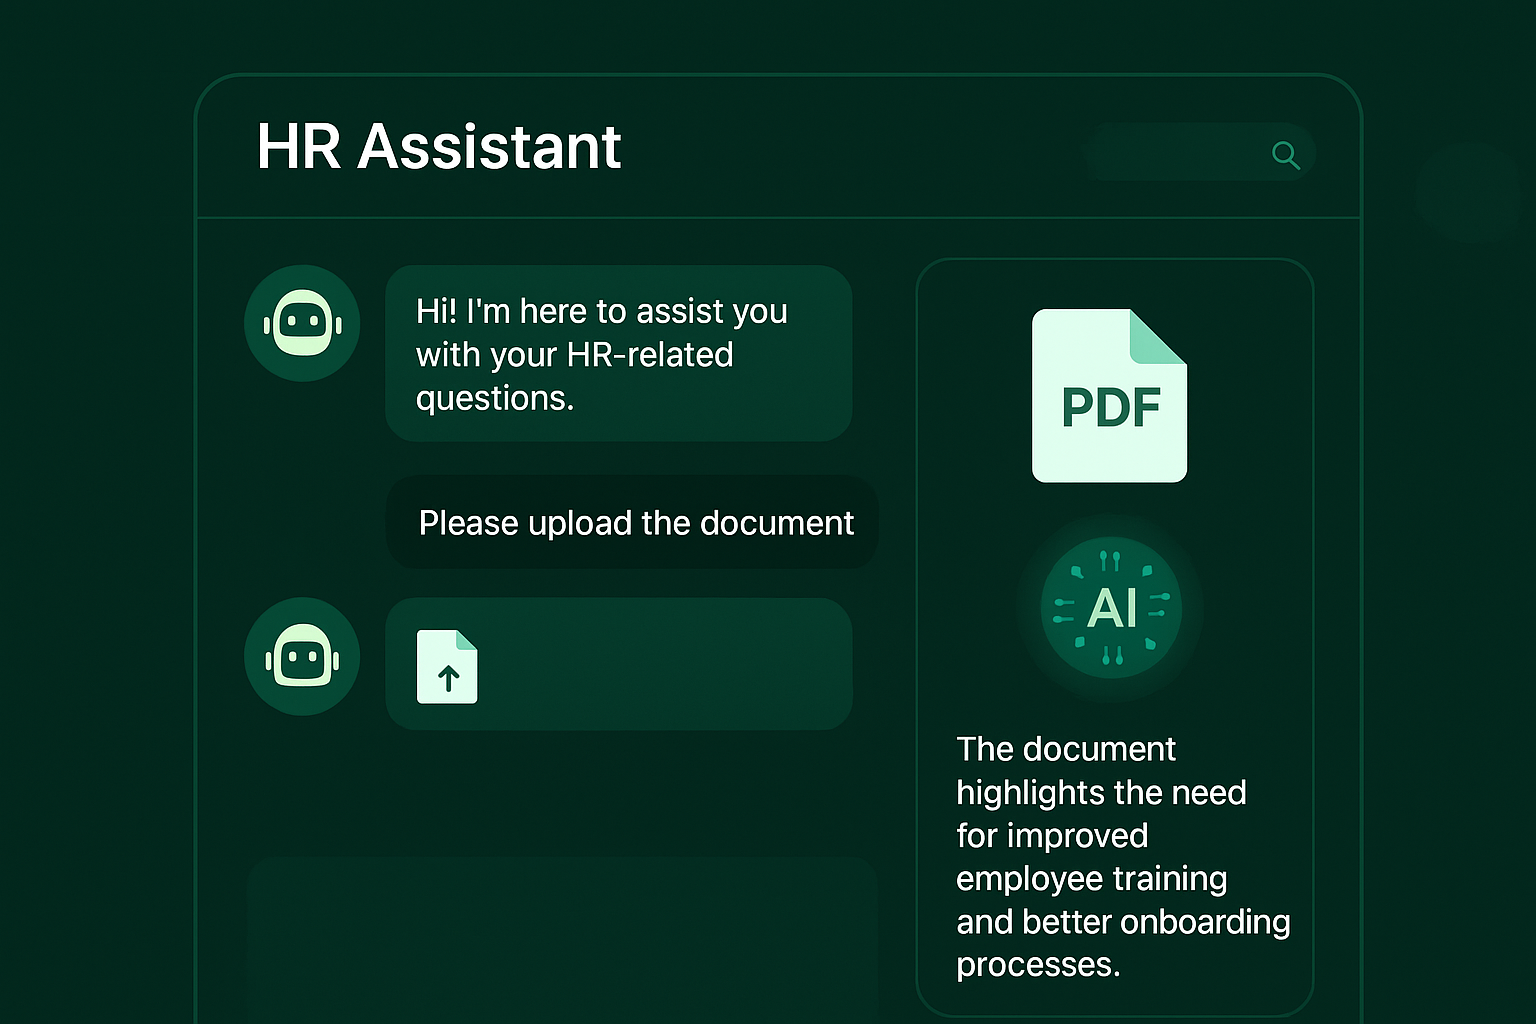 HR Assistant
Hi! I'm here to assist you
with your HR-related
questions.
Please upload the document
PDF
AI
The document
highlights the need
for improved
employee training
and better onboarding
processes.